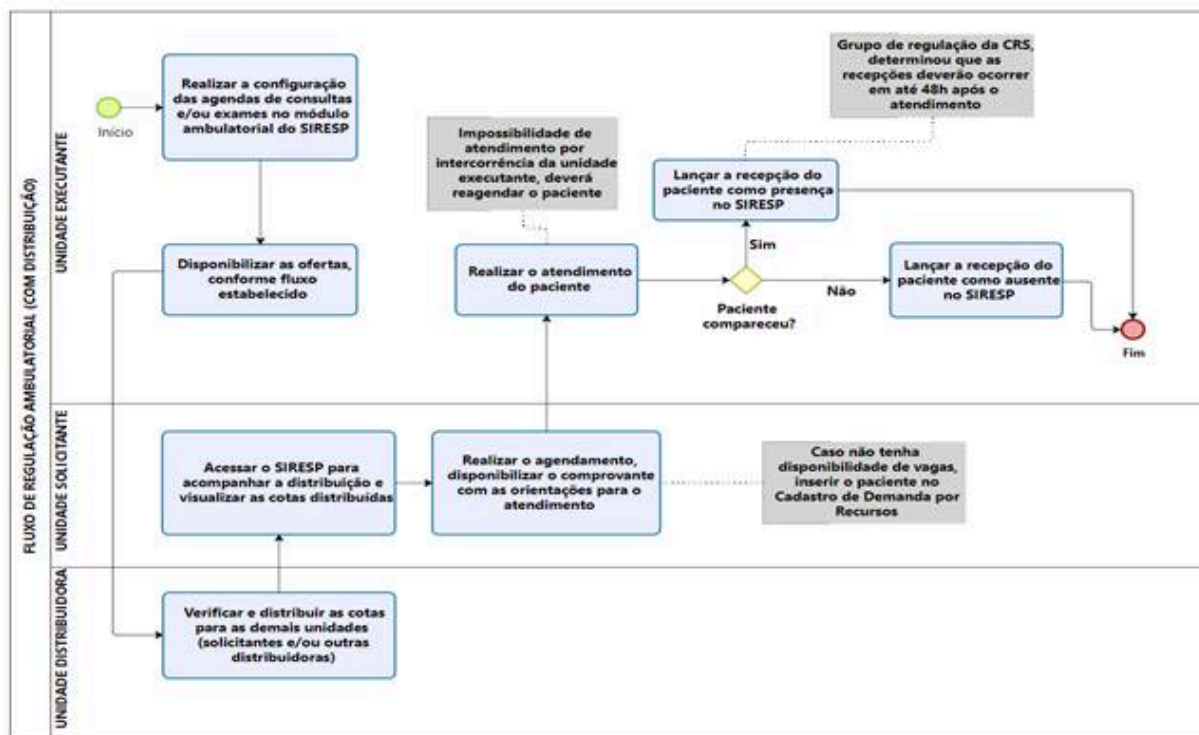 FLUXO DE REGULAÇÃO AMBULATORIAL (COM DISTRIBUIÇÃO)
UNIDADE EXECUTANTE
Início
Realizar a configuração
das agendas de consultas
e/ou exames no módulo
ambulatorial do SIRESP
Disponibilizar as ofertas,
conforme fluxo
estabelecido
Impossibilidade de
atendimento por
intercorrência da unidade
executante, deverá
reagendar o paciente
Realizar o atendimento
do paciente
Grupo de regulação da CRS,
determinou que as
recepções deverão ocorrer
em até 48h após o
atendimento
Lançar a recepção do
paciente como presença
no SIRESP
Sim
Não
Paciente
compareceu?
Lançar a recepção do
paciente como ausente
no SIRESP
Fim
UNIDADE SOLICITANTE
Acessar o SIRESP para
acompanhar a distribuição e
visualizar as cotas distribuídas
Realizar o agendamento,
disponibilizar o comprovante
com as orientações para o
atendimento
Caso não tenha
disponibilidade de vagas,
inserir o paciente no
Cadastro de Demanda por
Recursos
UNIDADE DISTRIBUIDORA
Verificar e distribuir as cotas
para as demais unidades
(solicitantes e/ou outras
distribuidoras)